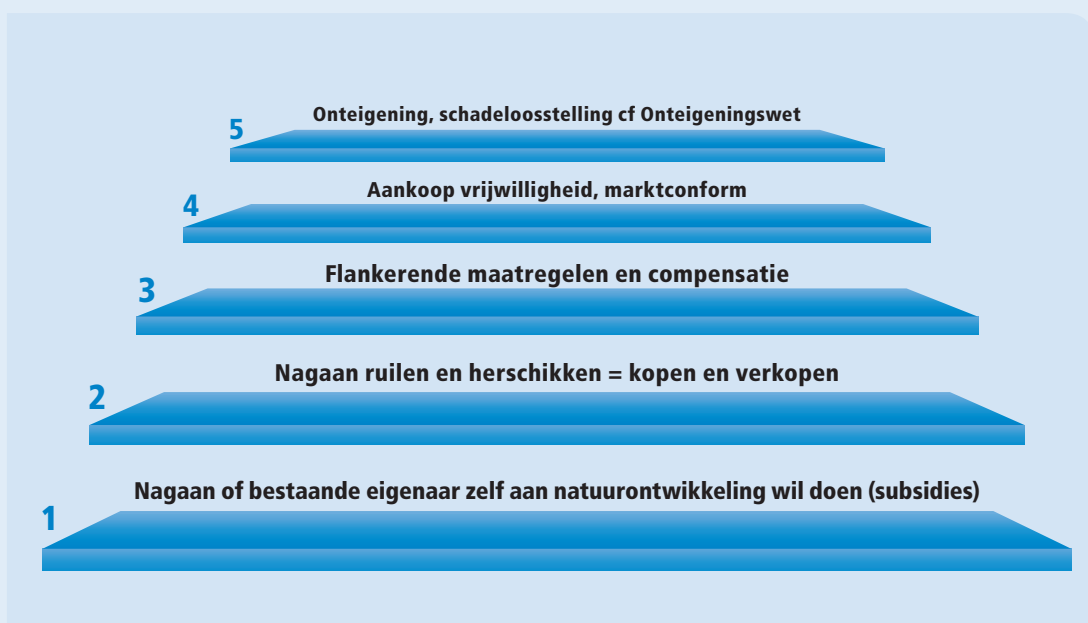 5 Onteigening, schadeloosstelling cf Onteigeningswet
4 Aankoop vrijwilligheid, marktconform
3 Flankerende maatregelen en compensatie
2 Nagaan ruilen en herschikken = kopen en verkopen
1 Nagaan of bestaande eigenaar zelf aan natuurontwikkeling wil doen (subsidies)